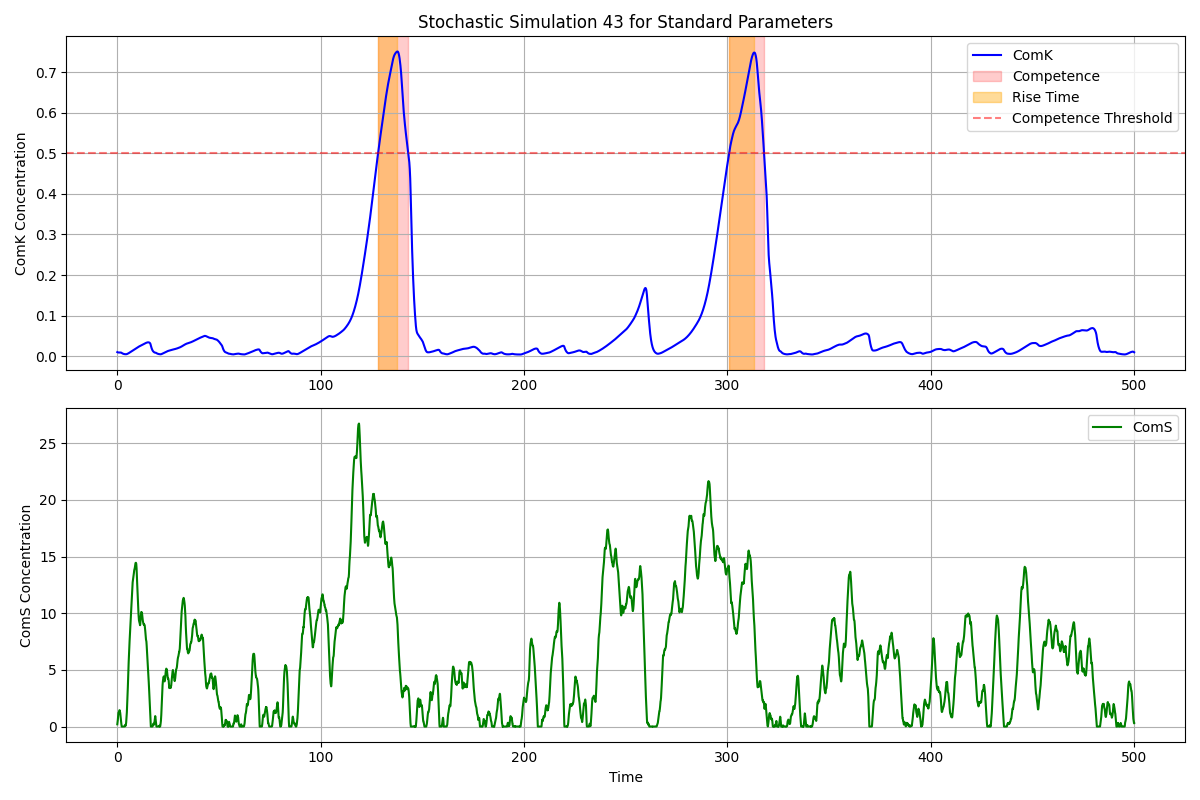 Stochastic Simulation 43 for Standard Parameters
ComK Concentration
0.7
0.6
0.5
0.4
0.3
0.2
0.1
0.0
ComK
Competence
Rise Time
Competence Threshold
0 100 200 300 400 500
ComS Concentration
25
20
15
10
5
0
ComS
0 100 200 300 400 500
Time